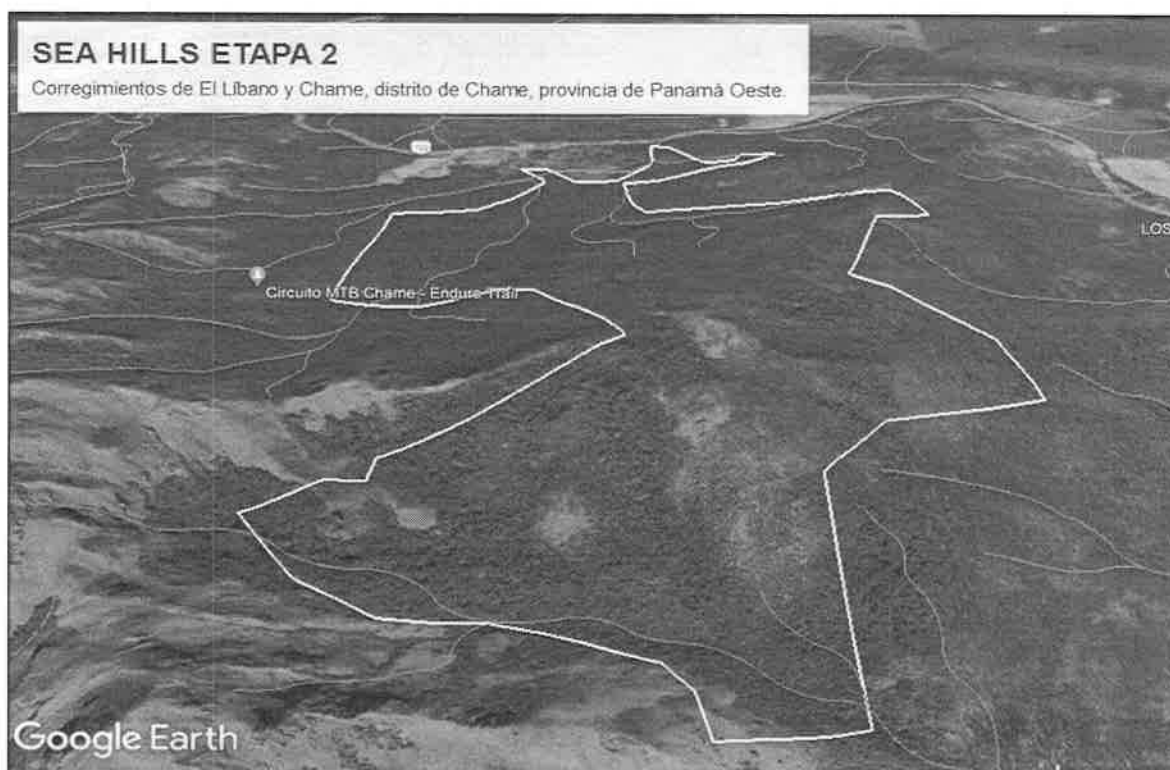 SEA HILLS ETAPA 2
Corregimientos de El Líbano y Chame, distrito de Chame, provincia de Panamá Oeste.
LOS
Circuito MTB Chame - Enduro Trail
Google Earth